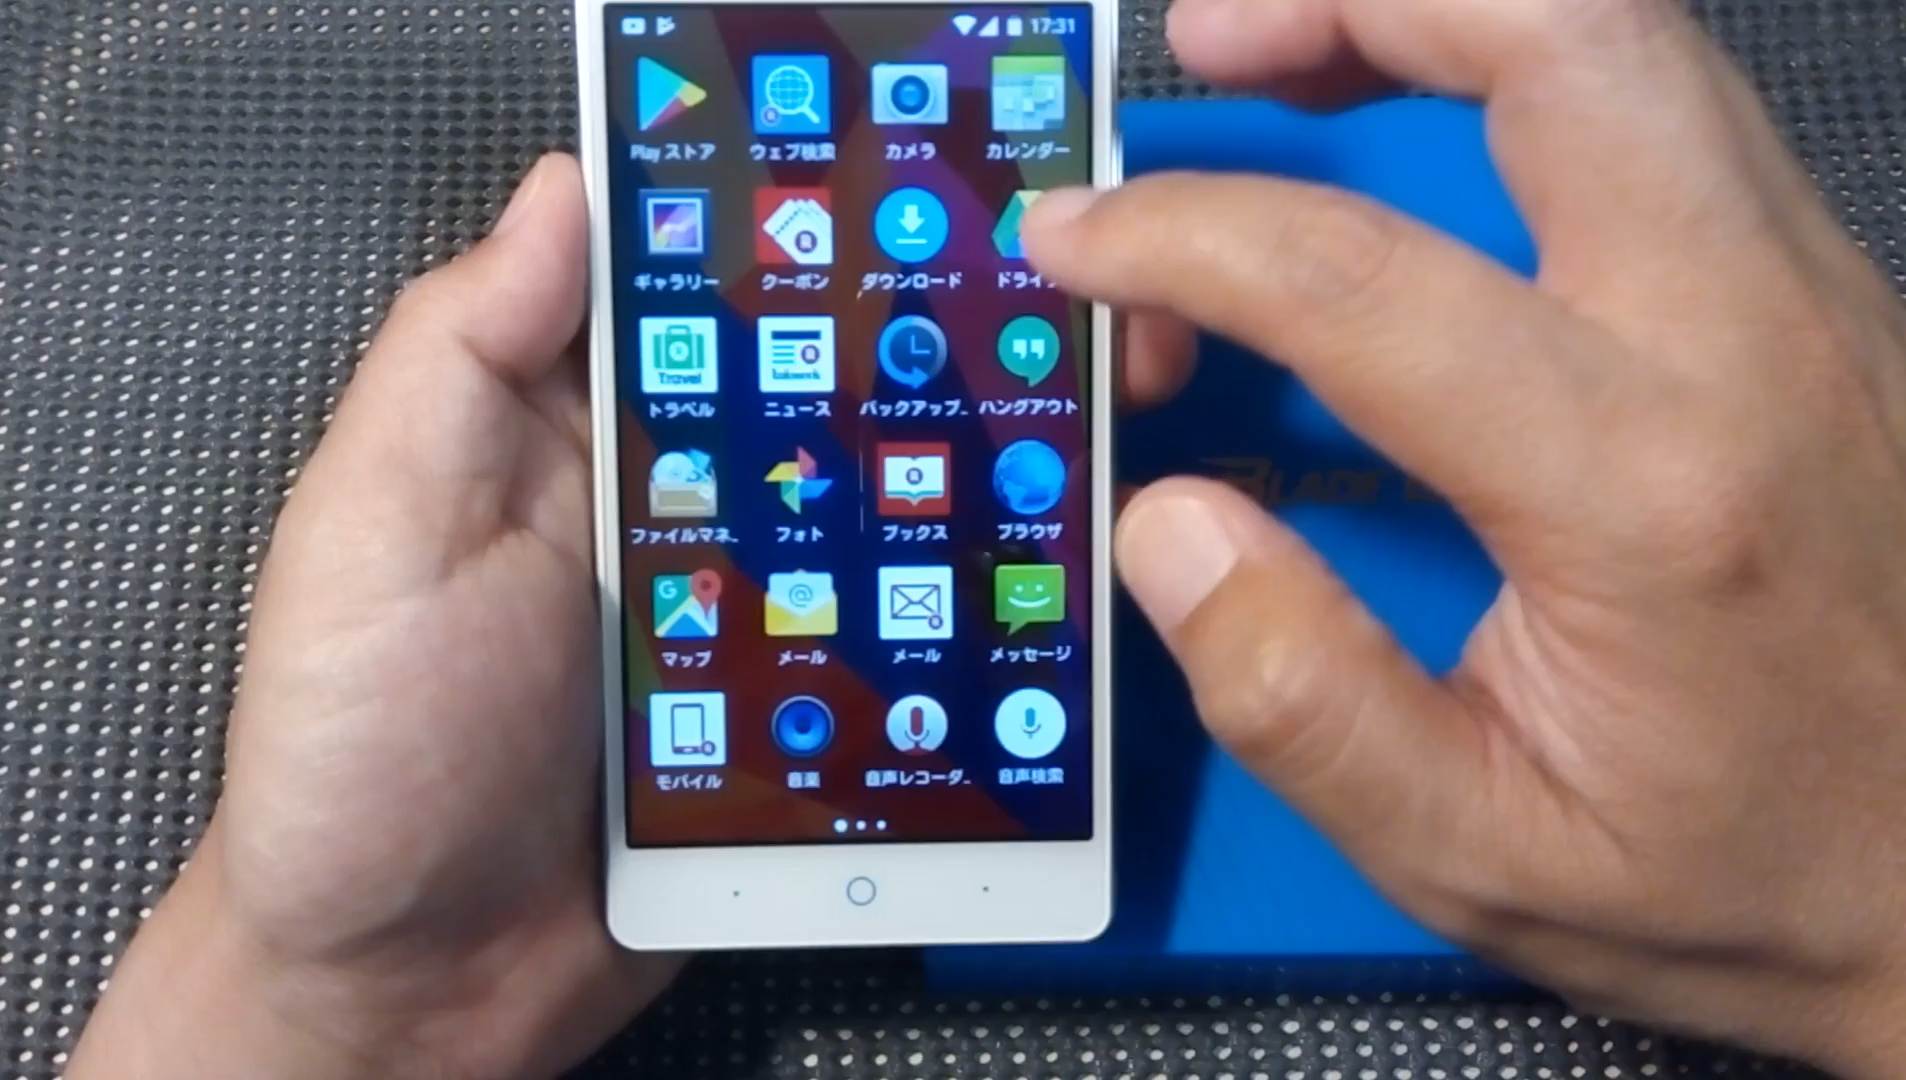 17:31
Play ストア
ウェブ検索
カメラ
カレンダー
ギャラリー
クーポン
ダウンロード
ドライブ
Travel
トラベル
ニュース
バックアップ..
ハングアウト
ファイルマネ..
フォト
ブックス
ブラウザ
G
マップ
@
メール
メール
メッセージ
モバイル
音楽
音声レコーダ..
音声検索
BLADE